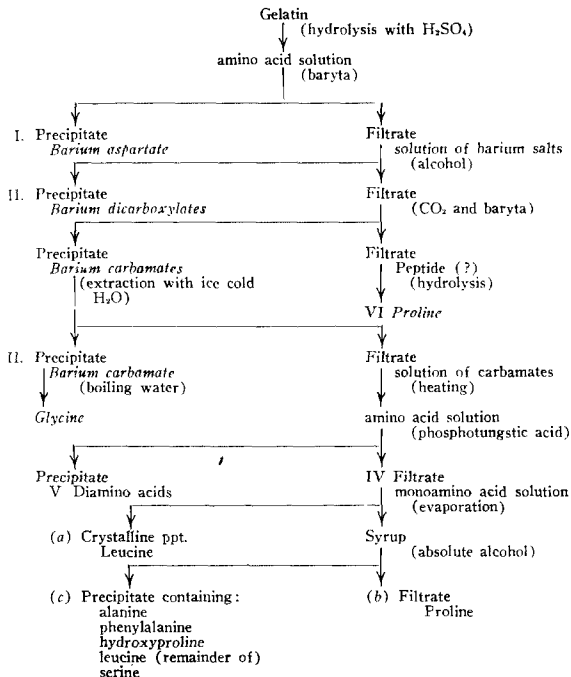 Gelatin
(hydrolysis with H₂SO₄)
amino acid solution
(baryta)
I. Precipitate
Barium aspartate
Filtrate
solution of barium salts
(alcohol)
II. Precipitate
Barium dicarboxylates
Filtrate
(CO₂ and baryta)
Precipitate
Barium carbamates
(extraction with ice cold
H₂O)
Filtrate
Peptide (?)
(hydrolysis)
VI Proline
II. Precipitate
Barium carbamate
(boiling water)
Glycine
Filtrate
solution of carbamates
(heating)
amino acid solution
(phosphotungstic acid)
Precipitate
V Diamino acids
IV Filtrate
monoamino acid solution
(evaporation)
(a) Crystalline ppt.
Leucine
Syrup
(absolute alcohol)
(c) Precipitate containing:
alanine
phenylalanine
hydroxyproline
leucine (remainder of)
serine
(b) Filtrate
Proline